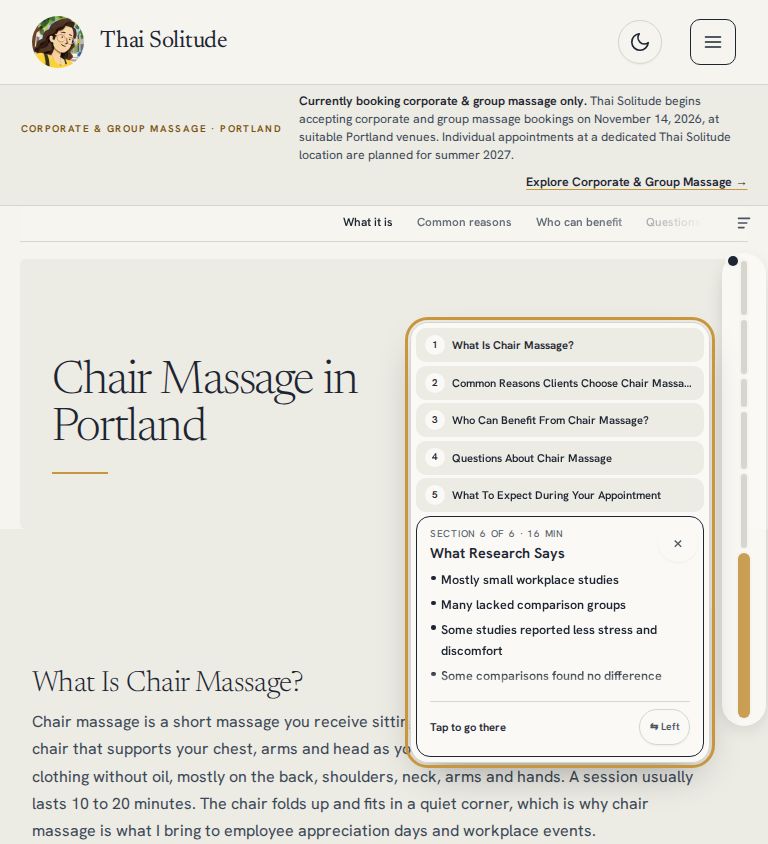 Thai Solitude
CORPORATE & GROUP MASSAGE · PORTLAND
Currently booking corporate & group massage only. Thai Solitude begins
accepting corporate and group massage bookings on November 14, 2026, at
suitable Portland venues. Individual appointments at a dedicated Thai Solitude
location are planned for summer 2027.
Explore Corporate & Group Massage →
What it is Common reasons Who can benefit Questions
Chair Massage in
Portland
1 What Is Chair Massage?
2 Common Reasons Clients Choose Chair Massa...
3 Who Can Benefit From Chair Massage?
4 Questions About Chair Massage
5 What To Expect During Your Appointment
SECTION 6 OF 6 · 16 MIN
What Research Says
• Mostly small workplace studies
• Many lacked comparison groups
• Some studies reported less stress and
discomfort
• Some comparisons found no difference
Tap to go there
⇆ Left
What Is Chair Massage?
Chair massage is a short massage you receive sittin
chair that supports your chest, arms and head as yo
clothing without oil, mostly on the back, shoulders, neck, arms and hands. A session usually
lasts 10 to 20 minutes. The chair folds up and fits in a quiet corner, which is why chair
massage is what I bring to employee appreciation days and workplace events.